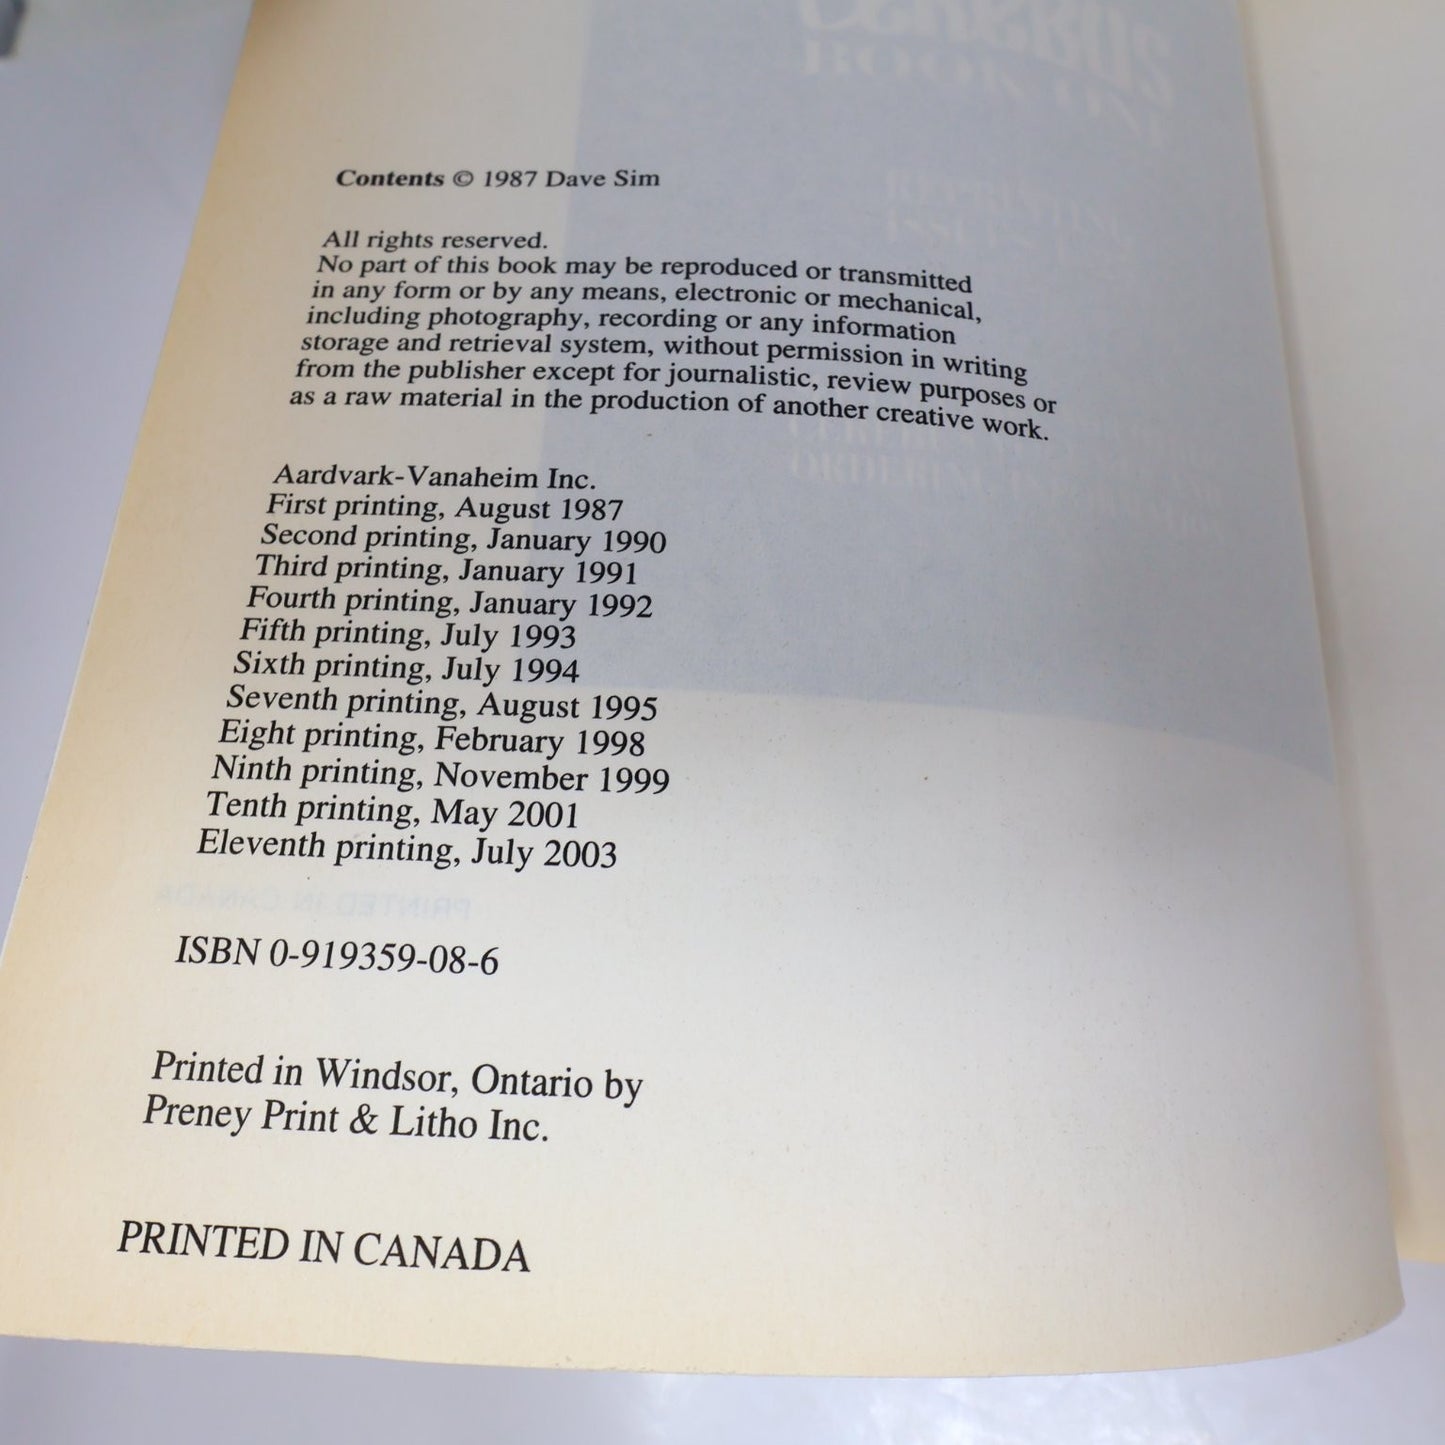 Contents © 1987 Dave Sim
All rights reserved.
No part of this book may be reproduced or transmitted
in any form or by any means, electronic or mechanical,
including photography, recording or any information
storage and retrieval system, without permission in writing
from the publisher except for journalistic, review purposes or
as a raw material in the production of another creative work.
Aardvark-Vanaheim Inc.
First printing, August 1987
Second printing, January 1990
Third printing, January 1991
Fourth printing, January 1992
Fifth printing, July 1993
Sixth printing, July 1994
Seventh printing, August 1995
Eight printing, February 1998
Ninth printing, November 1999
Tenth printing, May 2001
Eleventh printing, July 2003
ISBN 0-919359-08-6
Printed in Windsor, Ontario by
Preney Print & Litho Inc.
PRINTED IN CANADA